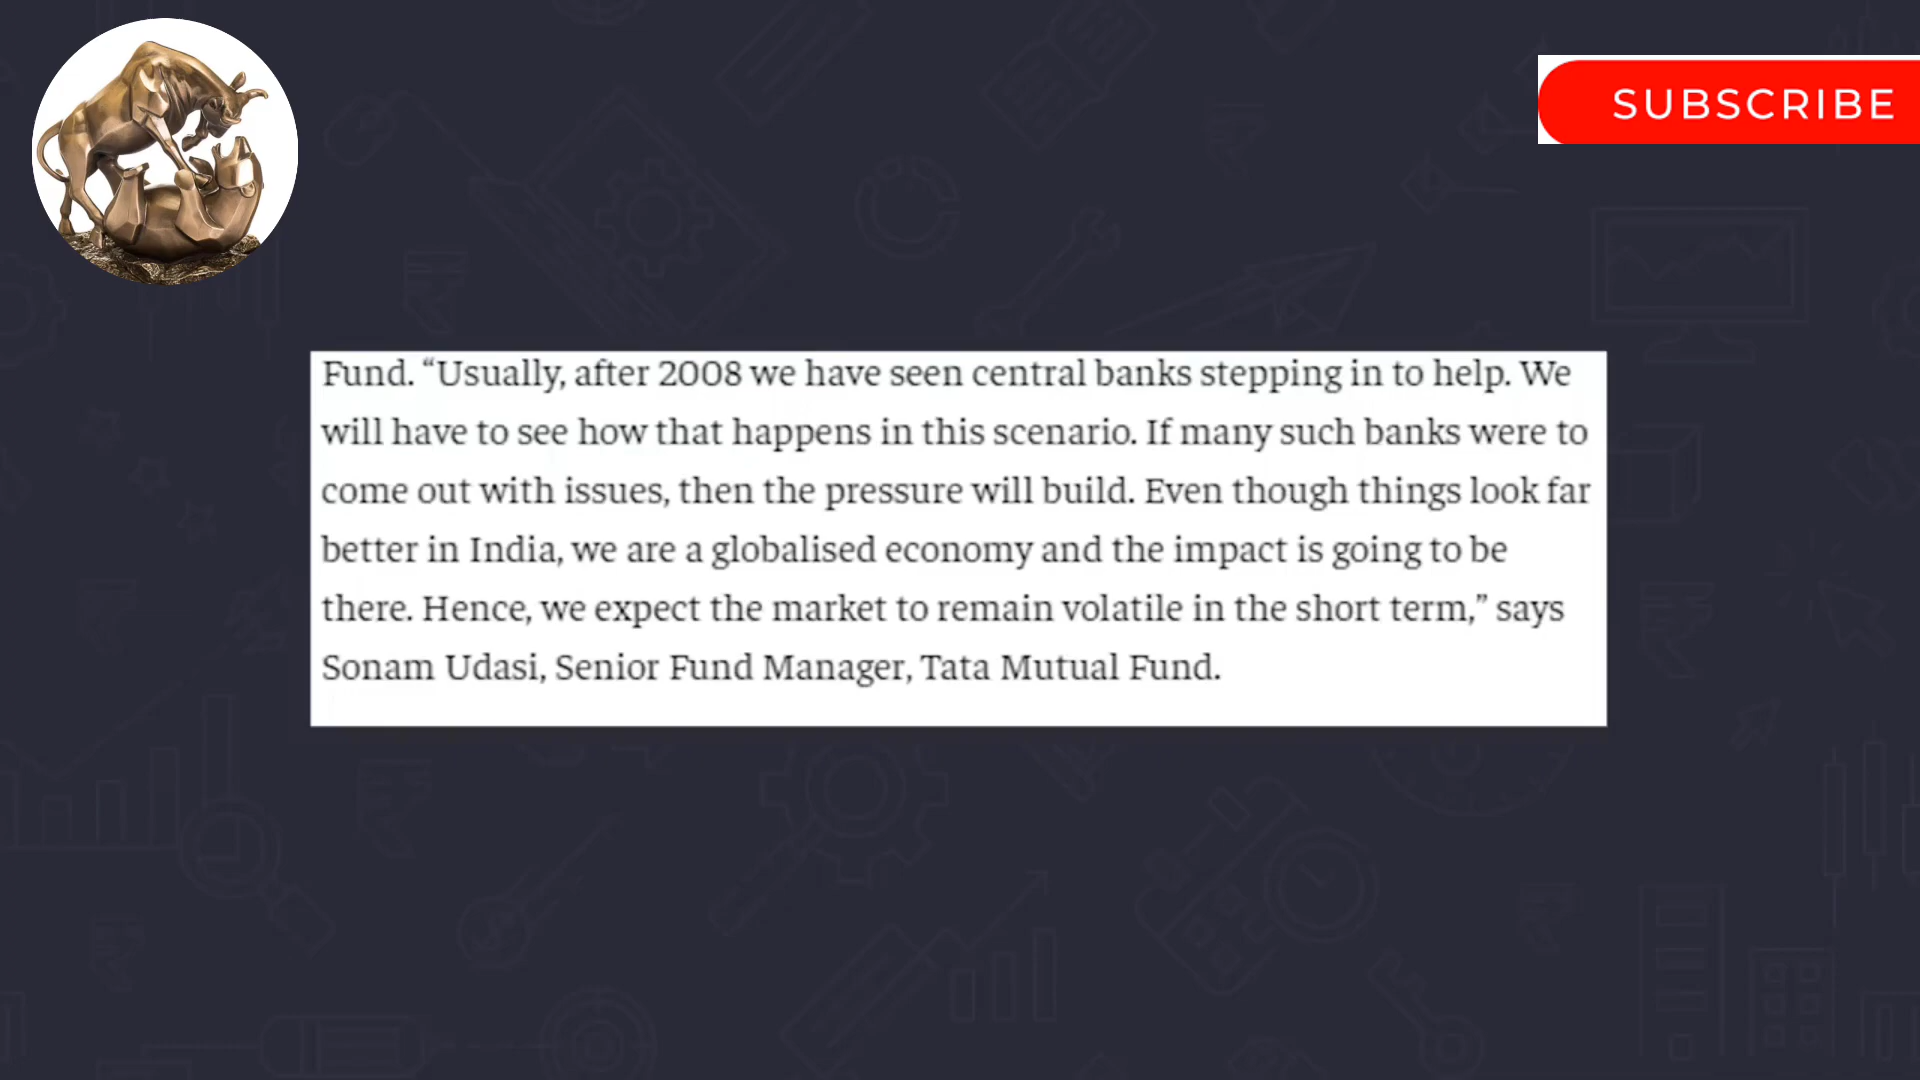 SUBSCRIBE
Fund. “Usually, after 2008 we have seen central banks stepping in to help. We
will have to see how that happens in this scenario. If many such banks were to
come out with issues, then the pressure will build. Even though things look far
better in India, we are a globalised economy and the impact is going to be
there. Hence, we expect the market to remain volatile in the short term,” says
Sonam Udasi, Senior Fund Manager, Tata Mutual Fund.